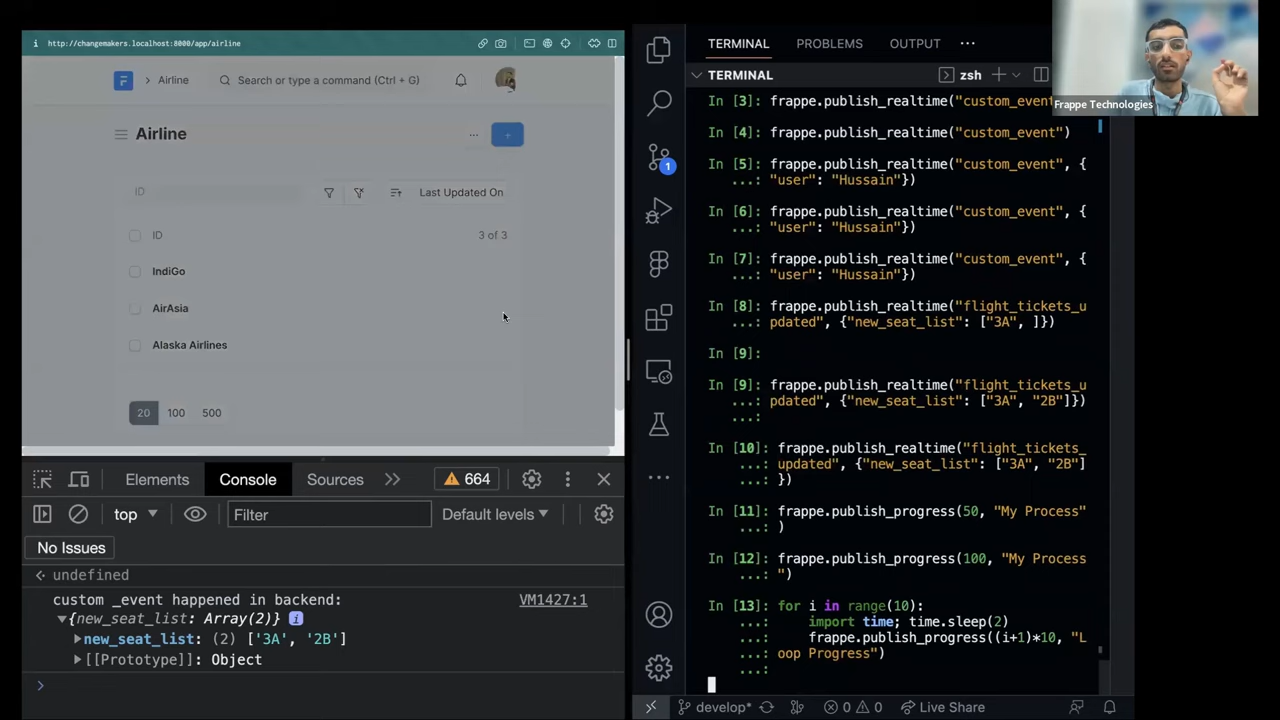 http://changemakers.localhost:8000/app/airline
Airline
Search or type a command (Ctrl + G)
Airline
ID
Last Updated On
ID
3 of 3
IndiGo
AirAsia
Alaska Airlines
20 100 500
Elements Console Sources
664
top
Filter
Default levels
No Issues
undefined
custom _event happened in backend:
VM1427:1
{new_seat_list: Array(2)}
new_seat_list: (2) ['3A', '2B']
[[Prototype]]: Object
TERMINAL PROBLEMS OUTPUT
TERMINAL
zsh
1
In [3]: frappe.publish_realtime("custom_event
In [4]: frappe.publish_realtime("custom_event")
In [5]: frappe.publish_realtime("custom_event", {
...: "user": "Hussain"})
In [6]: frappe.publish_realtime("custom_event", {
...: "user": "Hussain"})
In [7]: frappe.publish_realtime("custom_event", {
...: "user": "Hussain"})
In [8]: frappe.publish_realtime("flight_tickets_u
...: pdated", {"new_seat_list": ["3A", ]})
In [9]:
In [9]: frappe.publish_realtime("flight_tickets_u
...: pdated", {"new_seat_list": ["3A", "2B"]})
...:
In [10]: frappe.publish_realtime("flight_tickets_
...: updated", {"new_seat_list": ["3A", "2B"]
...: })
In [11]: frappe.publish_progress(50, "My Process"
...: )
In [12]: frappe.publish_progress(100, "My Process
...: ")
In [13]: for i in range(10):
...: import time; time.sleep(2)
...: frappe.publish_progress((i+1)*10, "L
...: oop Progress")
...:
develop*
0 0
Live Share
Frappe Technologies